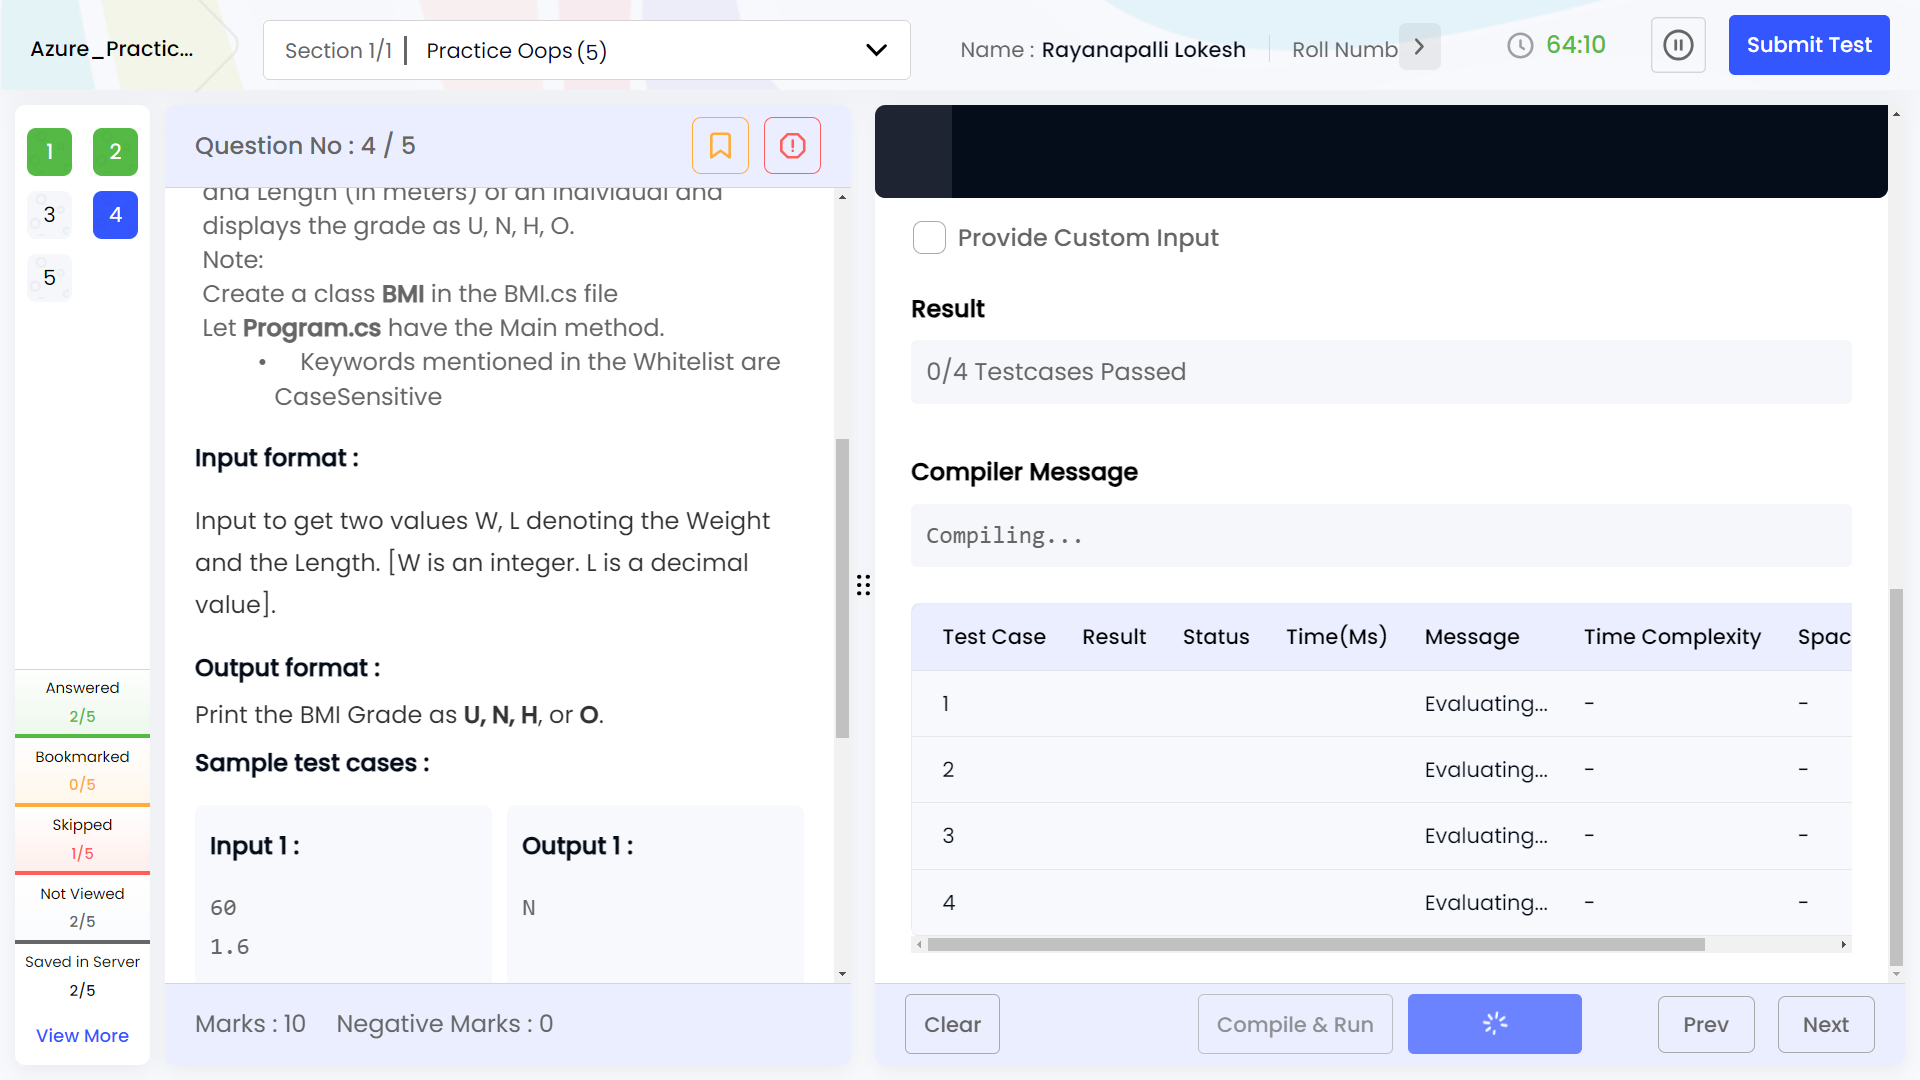 Azure_Practic...
Section 1/1 | Practice Oops (5)
Name : Rayanapalli Lokesh
Roll Numb
64:10
Submit Test
1 2
3 4
5
Answered
2/5
Bookmarked
0/5
Skipped
1/5
Not Viewed
2/5
Saved in Server
2/5
View More
Question No : 4 / 5
and Length (in meters) of an individual and
displays the grade as U, N, H, O.
Note:
Create a class BMI in the BMI.cs file
Let Program.cs have the Main method.
• Keywords mentioned in the Whitelist are
CaseSensitive
Input format :
Input to get two values W, L denoting the Weight
and the Length. [W is an integer. L is a decimal
value].
Output format :
Print the BMI Grade as U, N, H, or O.
Sample test cases :
Input 1 :
60
1.6
Output 1 :
N
Marks : 10 Negative Marks : 0
Provide Custom Input
Result
0/4 Testcases Passed
Compiler Message
Compiling...
Test Case Result Status Time(Ms) Message Time Complexity Spac
1 Evaluating... - -
2 Evaluating... - -
3 Evaluating... - -
4 Evaluating... - -
Clear
Compile & Run
Prev
Next